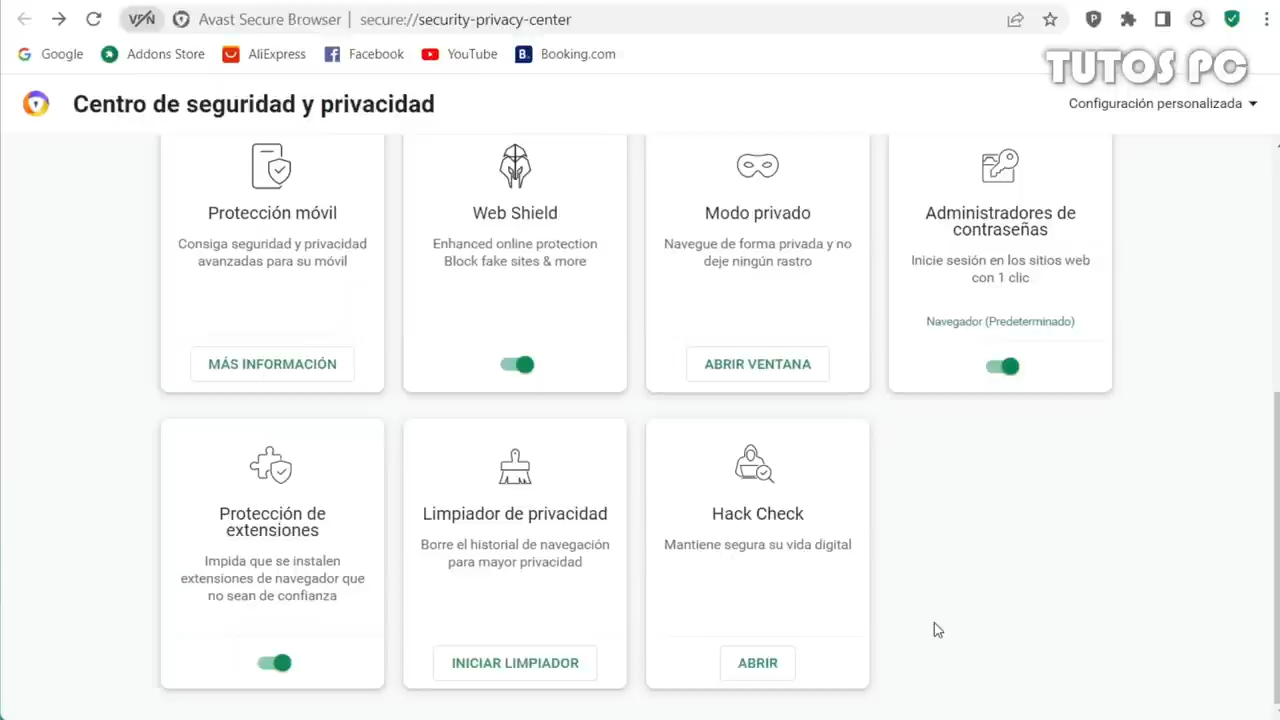 VPN Avast Secure Browser | secure://security-privacy-center
Google Addons Store AliExpress Facebook YouTube B. Booking.com
TUTOS PC
Centro de seguridad y privacidad
Configuración personalizada
Protección móvil
Consiga seguridad y privacidad
avanzadas para su móvil
MÁS INFORMACIÓN
Web Shield
Enhanced online protection
Block fake sites & more
Modo privado
Navegue de forma privada y no
deje ningún rastro
ABRIR VENTANA
Administradores de
contraseñas
Inicie sesión en los sitios web
con 1 clic
Navegador (Predeterminado)
Protección de
extensiones
Impida que se instalen
extensiones de navegador que
no sean de confianza
Limpiador de privacidad
Borre el historial de navegación
para mayor privacidad
INICIAR LIMPIADOR
Hack Check
Mantiene segura su vida digital
ABRIR